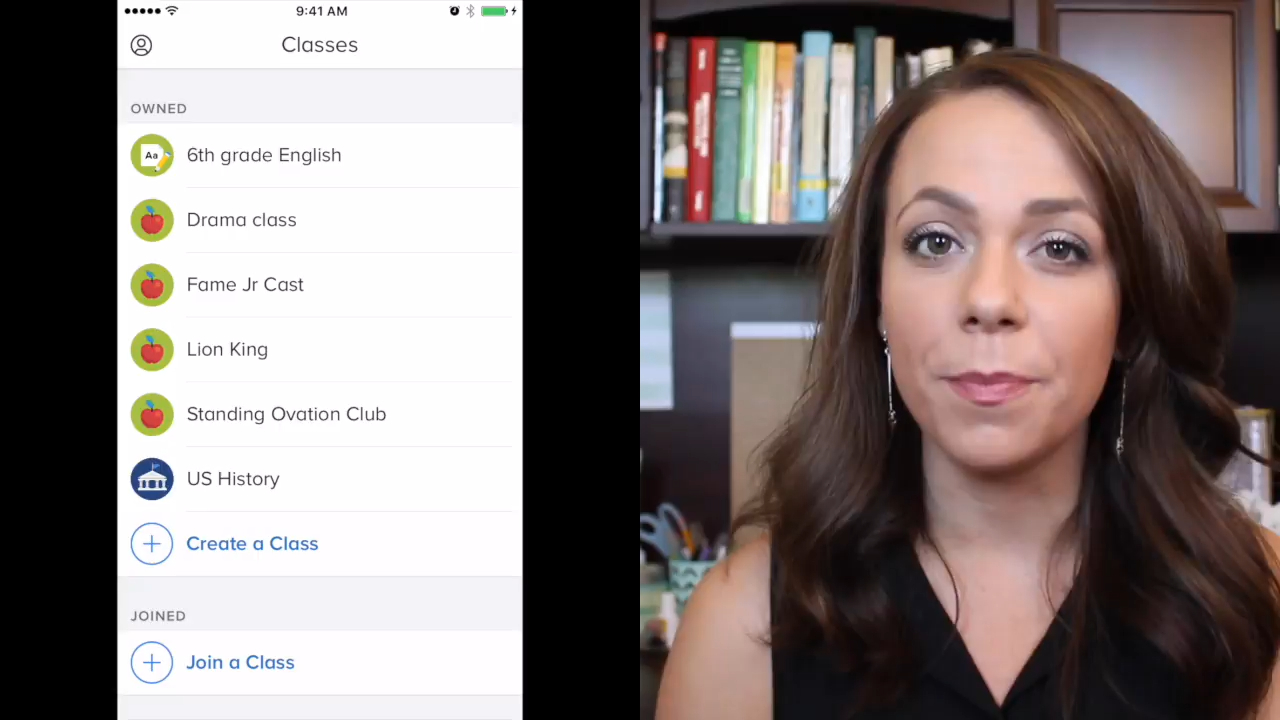 9:41 AM
Classes
OWNED
Aa
6th grade English
Drama class
Fame Jr Cast
Lion King
Standing Ovation Club
US History
Create a Class
JOINED
Join a Class